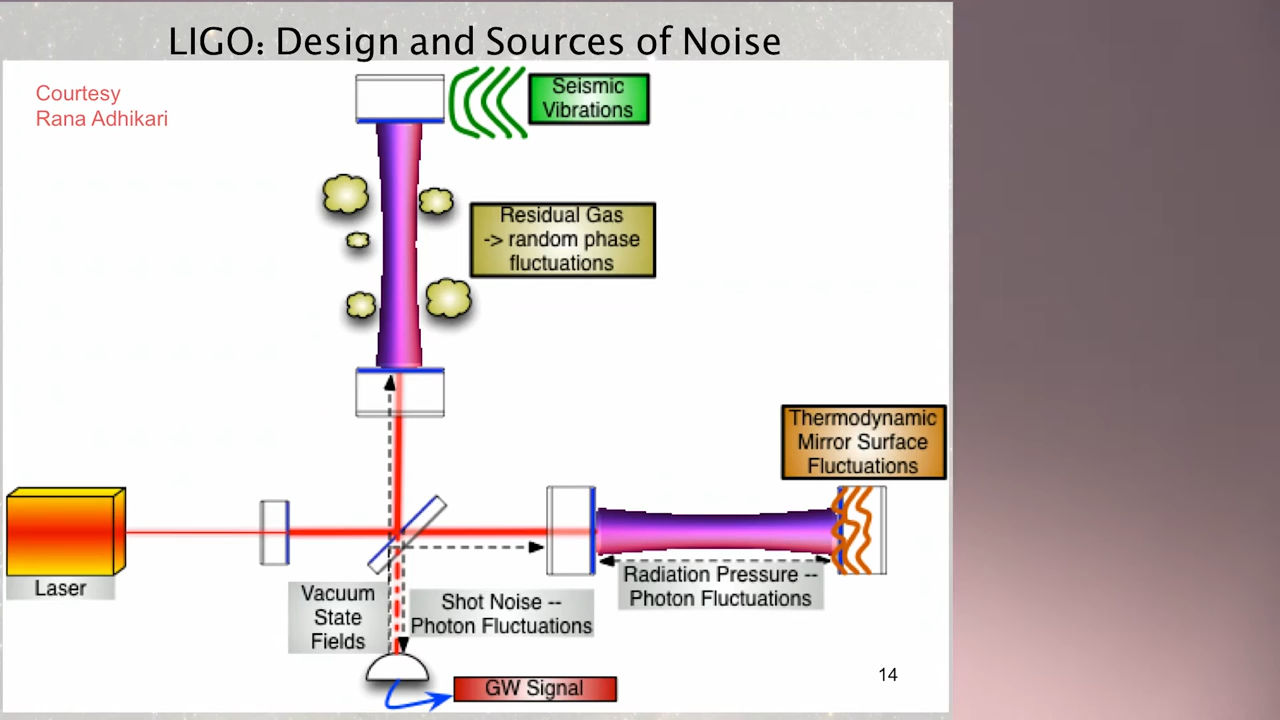 LIGO: Design and Sources of Noise
Courtesy
Rana Adhikari
Seismic
Vibrations
Residual Gas
-> random phase
fluctuations
Thermodynamic
Mirror Surface
Fluctuations
Laser
Vacuum
State
Fields
Shot Noise --
Photon Fluctuations
Radiation Pressure --
Photon Fluctuations
GW Signal
14